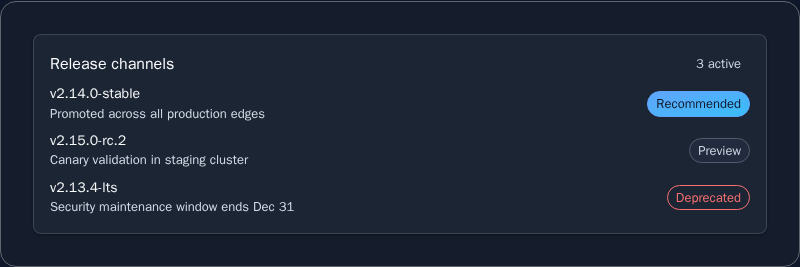 Release channels
3 active
v2.14.0-stable
Promoted across all production edges
Recommended
v2.15.0-rc.2
Canary validation in staging cluster
Preview
v2.13.4-lts
Security maintenance window ends Dec 31
Deprecated